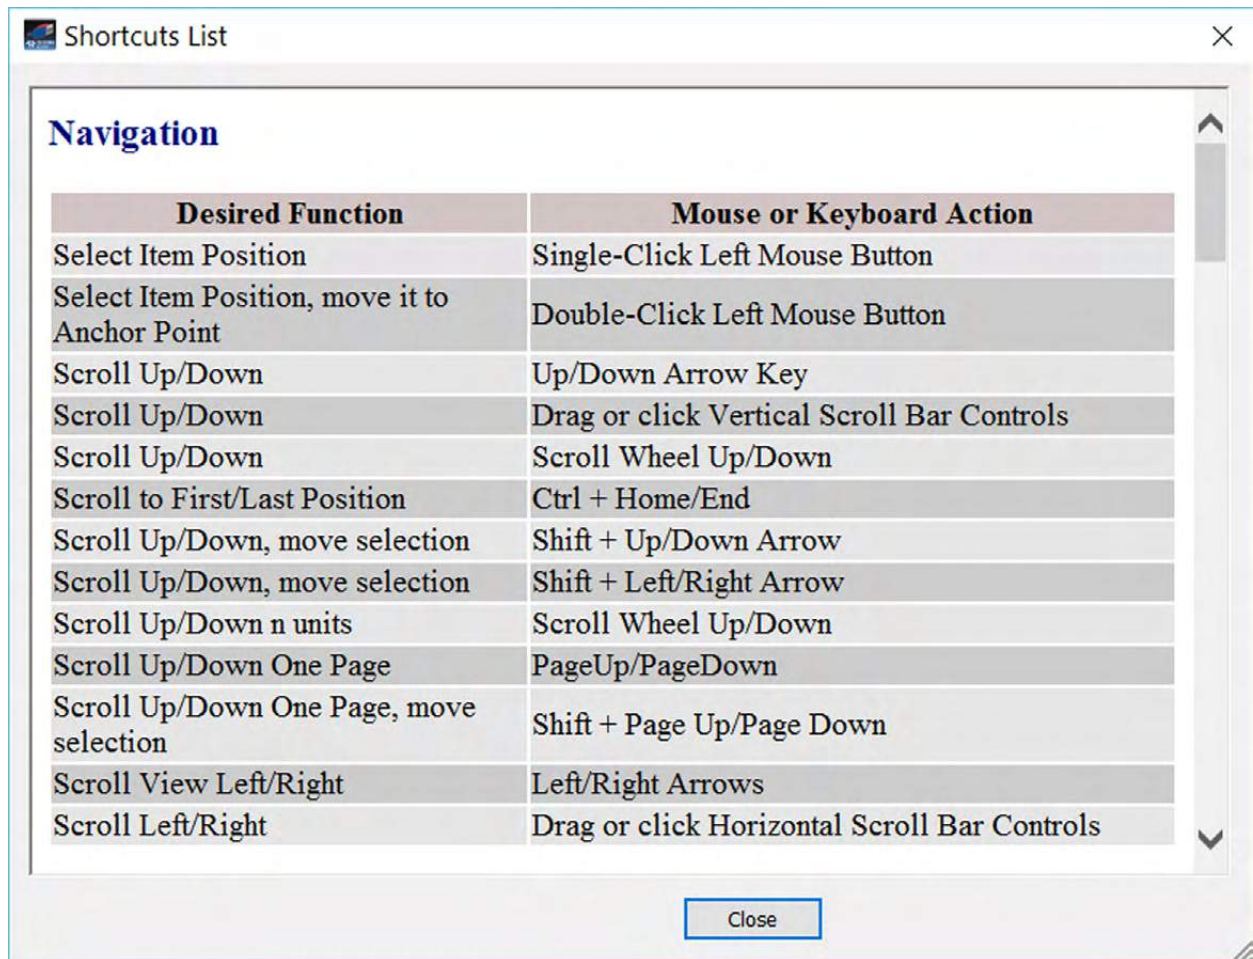 Shortcuts List
Navigation
Desired Function Mouse or Keyboard Action
Select Item Position Single-Click Left Mouse Button
Select Item Position, move it to
Anchor Point Double-Click Left Mouse Button
Scroll Up/Down Up/Down Arrow Key
Scroll Up/Down Drag or click Vertical Scroll Bar Controls
Scroll Up/Down Scroll Wheel Up/Down
Scroll to First/Last Position Ctrl + Home/End
Scroll Up/Down, move selection Shift + Up/Down Arrow
Scroll Up/Down, move selection Shift + Left/Right Arrow
Scroll Up/Down n units Scroll Wheel Up/Down
Scroll Up/Down One Page PageUp/PageDown
Scroll Up/Down One Page, move
selection Shift + Page Up/Page Down
Scroll View Left/Right Left/Right Arrows
Scroll Left/Right Drag or click Horizontal Scroll Bar Controls
Close